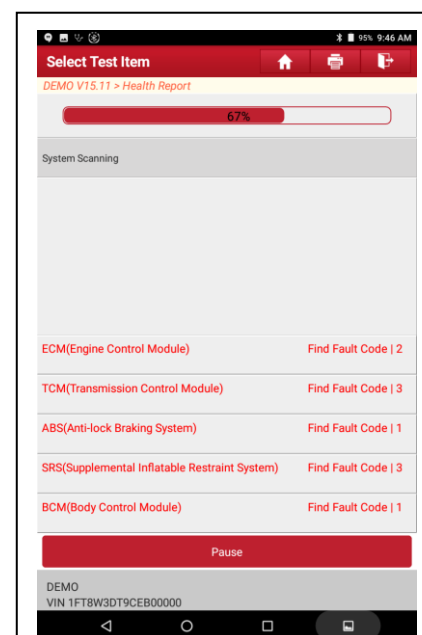 95% 9:46 AM
Select Test Item
DEMO V15.11 > Health Report
67%
System Scanning
ECM(Engine Control Module) Find Fault Code | 2
TCM(Transmission Control Module) Find Fault Code | 3
ABS(Anti-lock Braking System) Find Fault Code | 1
SRS(Supplemental Inflatable Restraint System) Find Fault Code | 3
BCM(Body Control Module) Find Fault Code | 1
Pause
DEMO
VIN 1FT8W3DT9CEB00000